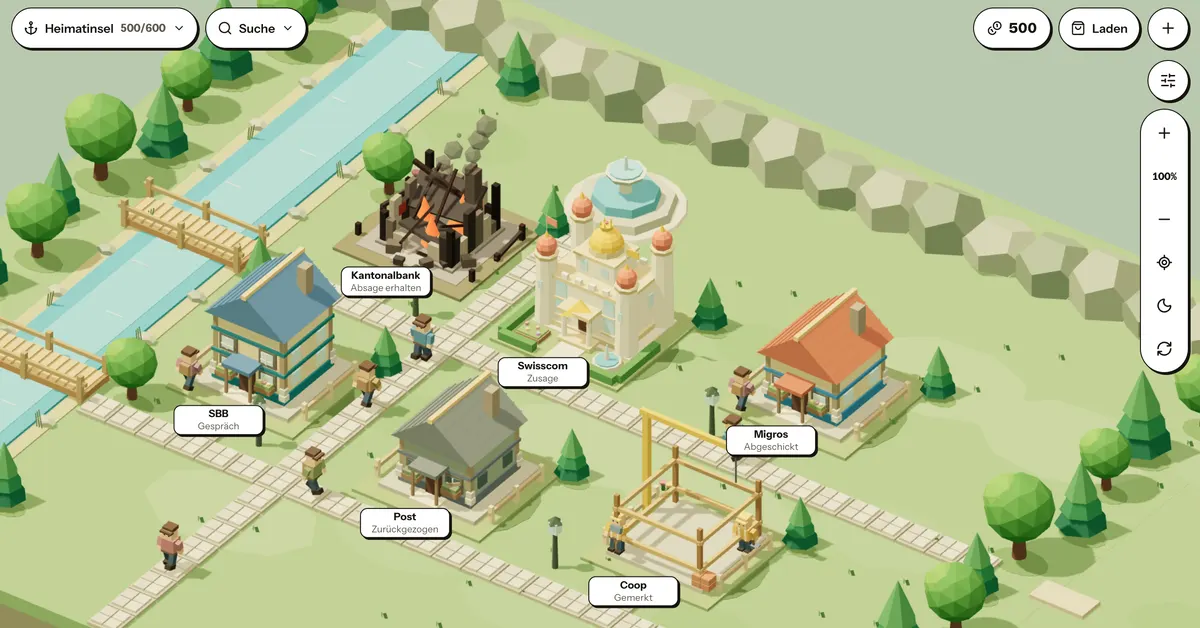 Heimatinsel 500/600
Suche
500
Laden
100%
Kantonalbank
Absage erhalten
Swisscom
Zusage
SBB
Gespräch
Migros
Abgeschickt
Post
Zurückgezogen
Coop
Gemerkt